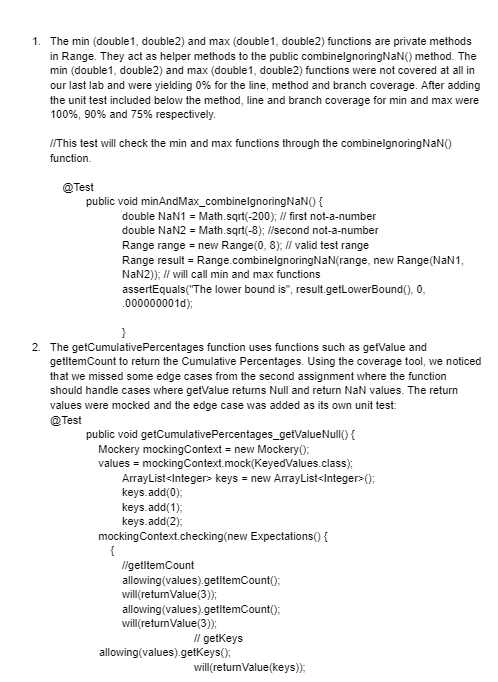 1. The min (double1, double2) and max (double1, double2) functions are private methods
in Range. They act as helper methods to the public combineIgnoringNaN() method. The
min (double1, double2) and max (double1, double2) functions were not covered at all in
our last lab and were yielding 0% for the line, method and branch coverage. After adding
the unit test included below the method, line and branch coverage for min and max were
100%, 90% and 75% respectively.
//This test will check the min and max functions through the combineIgnoringNaN()
function.
@Test
public void minAndMax_combineIgnoringNaN() {
double NaN1 = Math.sqrt(-200); // first not-a-number
double NaN2 = Math.sqrt(-8); //second not-a-number
Range range = new Range(0, 8); // valid test range
Range result = Range.combineIgnoringNaN(range, new Range(NaN1,
NaN2)); // will call min and max functions
assertEquals("The lower bound is", result.getLowerBound(), 0,
.000000001d);
}
2. The getCumulativePercentages function uses functions such as getValue and
getItemCount to return the Cumulative Percentages. Using the coverage tool, we noticed
that we missed some edge cases from the second assignment where the function
should handle cases where getValue returns Null and return NaN values. The return
values were mocked and the edge case was added as its own unit test:
@Test
public void getCumulativePercentages_getValueNull() {
Mockery mockingContext = new Mockery();
values = mockingContext.mock(KeyedValues.class);
ArrayList<Integer> keys = new ArrayList<Integer>();
keys.add(0);
keys.add(1);
keys.add(2);
mockingContext.checking(new Expectations() {
{
//getItemCount
allowing(values).getItemCount();
will(returnValue(3));
allowing(values).getItemCount();
will(returnValue(3));
// getKeys
allowing(values).getKeys();
will(returnValue(keys));